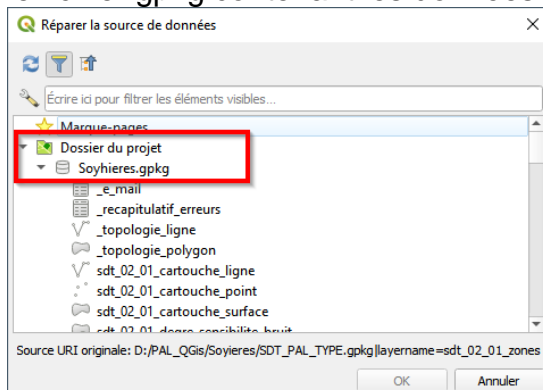 Réparer la source de données
Écrire ici pour filtrer les éléments visibles...
Marque-pages
Dossier du projet
Soyhieres.gpkg
_e_mail
_recapitulatif_erreurs
_topologie_ligne
_topologie_polygon
sdt_02_01_cartouche_ligne
sdt_02_01_cartouche_point
sdt_02_01_cartouche_surface
sdt_02_01_degre_sensibilite_bruit
Source URI originale: D:/PAL_QGis/Soyieres/SDT_PAL_TYPE.gpkg|layername=sdt_02_01_zones
OK
Annuler